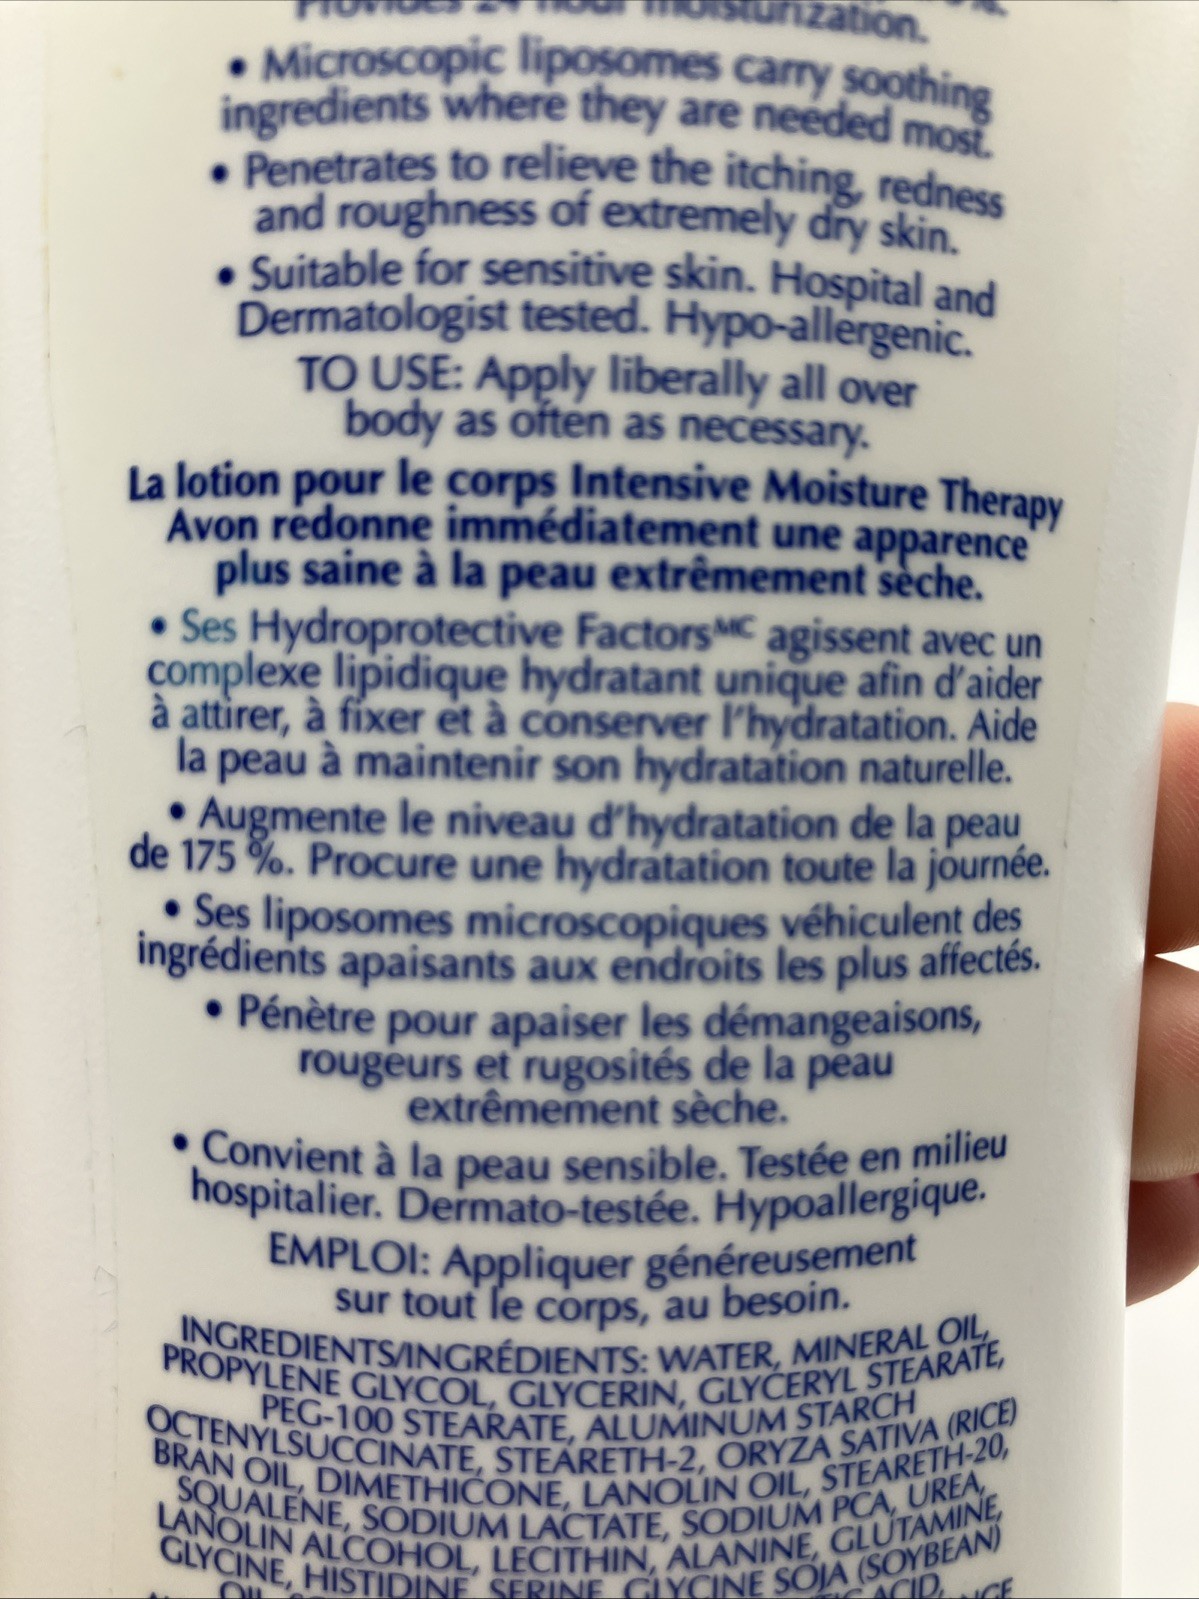 Provides 24 hour moisturization.
• Microscopic liposomes carry soothing
ingredients where they are needed most.
• Penetrates to relieve the itching, redness
and roughness of extremely dry skin.
• Suitable for sensitive skin. Hospital and
Dermatologist tested. Hypo-allergenic.
TO USE: Apply liberally all over
body as often as necessary.
La lotion pour le corps Intensive Moisture Therapy
Avon redonne immédiatement une apparence
plus saine à la peau extrêmement sèche.
• Ses Hydroprotective Factors MC agissent avec un
complexe lipidique hydratant unique afin d'aider
à attirer, à fixer et à conserver l'hydratation. Aide
la peau à maintenir son hydratation naturelle.
• Augmente le niveau d'hydratation de la peau
de 175 %. Procure une hydratation toute la journée.
• Ses liposomes microscopiques véhiculent des
ingrédients apaisants aux endroits les plus affectés.
• Pénètre pour apaiser les démangeaisons,
rougeurs et rugosités de la peau
extrêmement sèche.
• Convient à la peau sensible. Testée en milieu
hospitalier. Dermato-testée. Hypoallergique.
EMPLOI: Appliquer généreusement
sur tout le corps, au besoin.
INGREDIENTS/INGRÉDIENTS: WATER, MINERAL OIL,
PROPYLENE GLYCOL, GLYCERIN, GLYCERYL STEARATE,
PEG-100 STEARATE, ALUMINUM STARCH
OCTENYLSUCCINATE, STEARETH-2, ORYZA SATIVA (RICE)
BRAN OIL, DIMETHICONE, LANOLIN OIL, STEARETH-20,
SQUALENE, SODIUM LACTATE, SODIUM PCA, UREA,
LANOLIN ALCOHOL, LECITHIN, ALANINE, GLUTAMINE,
GLYCINE, HISTIDINE, SERINE, GLYCINE SOJA (SOYBEAN)
OIL, ACID,